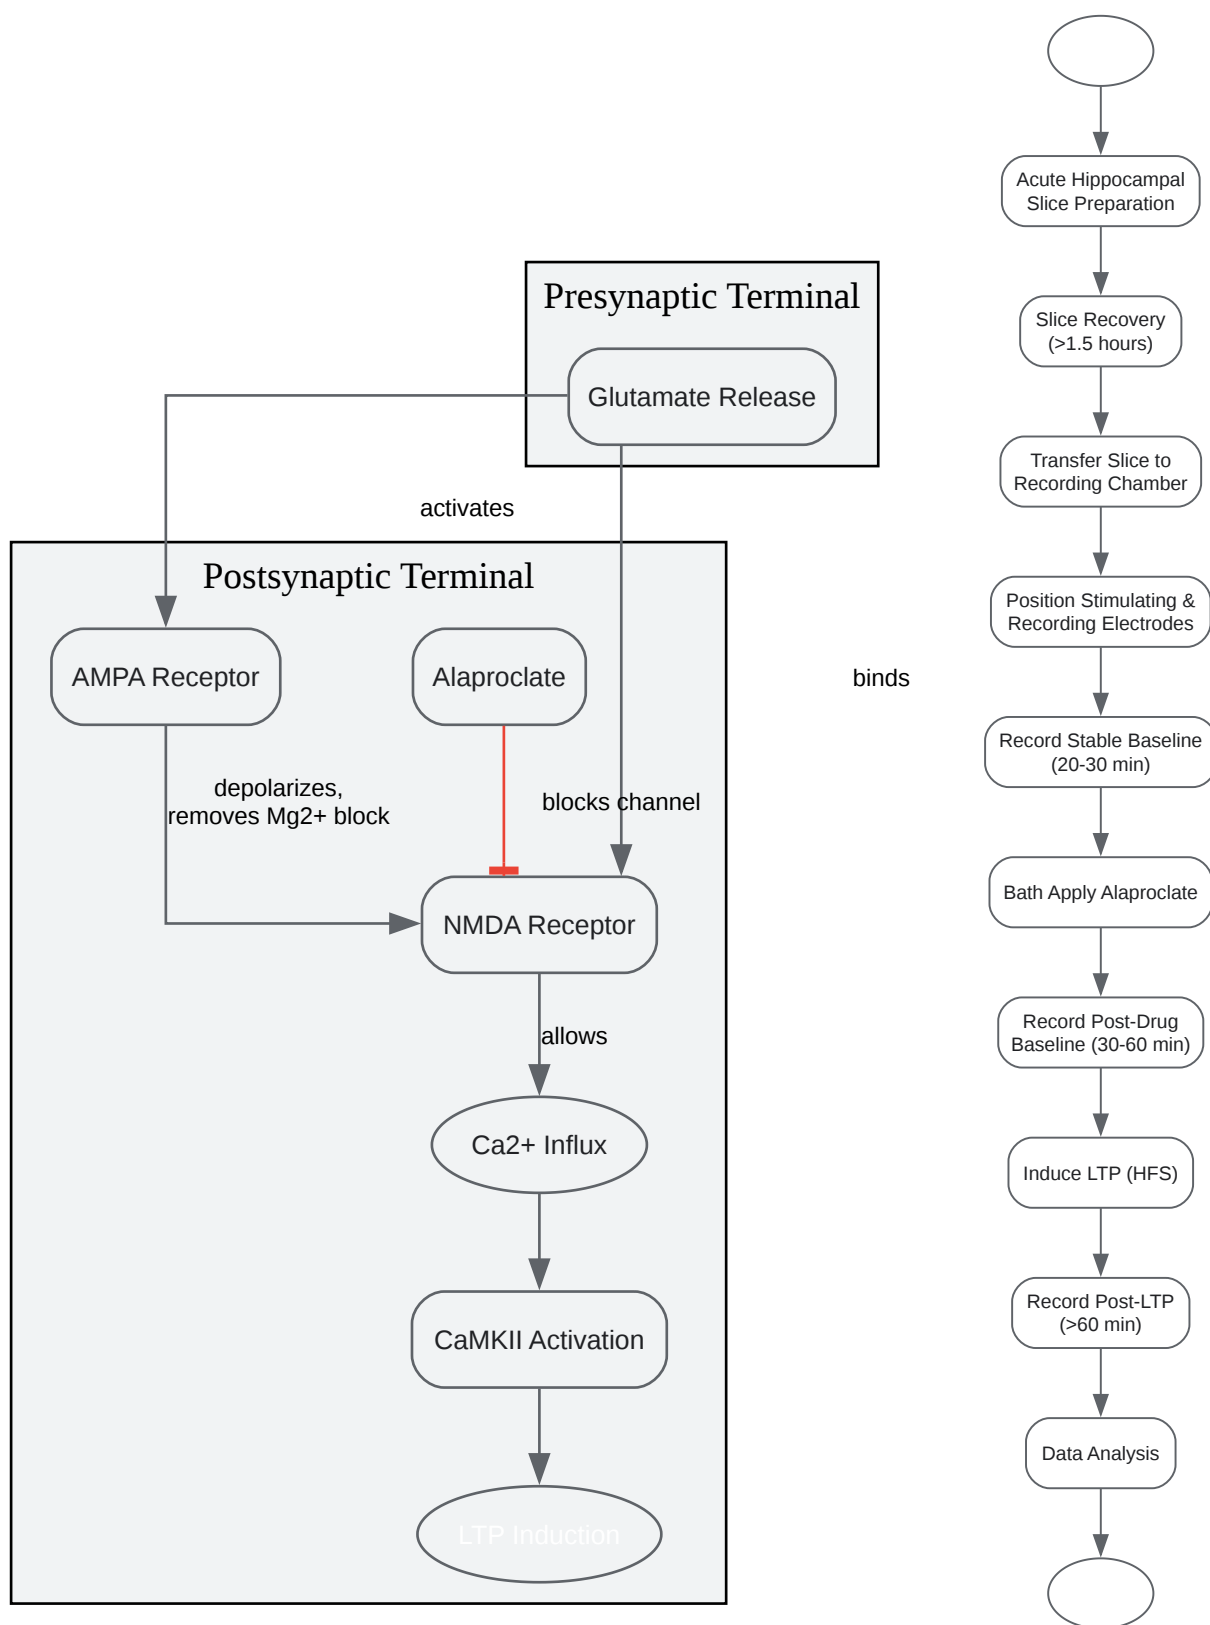 Presynaptic Terminal
Glutamate Release
activates
binds
Postsynaptic Terminal
AMPA Receptor
Alaproclate
depolarizes,
removes Mg2+ block
blocks channel
NMDA Receptor
allows
Ca2+ Influx
CaMKII Activation
LTP Induction
Acute Hippocampal
Slice Preparation
Slice Recovery
(>1.5 hours)
Transfer Slice to
Recording Chamber
Position Stimulating &
Recording Electrodes
Record Stable Baseline
(20-30 min)
Bath Apply Alaproclate
Record Post-Drug
Baseline (30-60 min)
Induce LTP (HFS)
Record Post-LTP
(>60 min)
Data Analysis